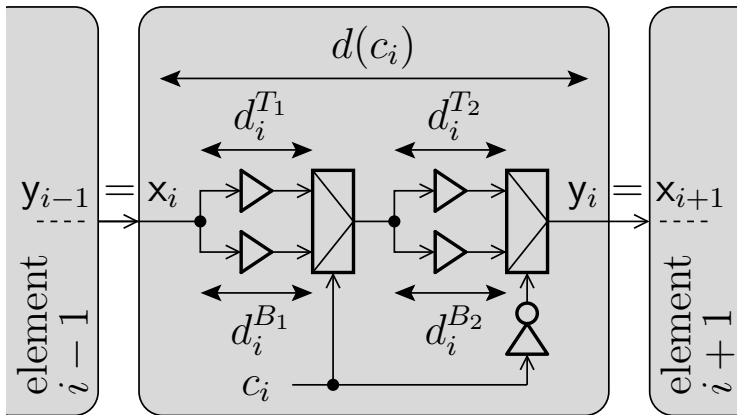 d(c_i)
d_i^{T_1} d_i^{T_2}
y_{i−1} = x_i y_i = x_{i+1}
d_i^{B_1} d_i^{B_2}
c_i
element
i−1
element
i+1